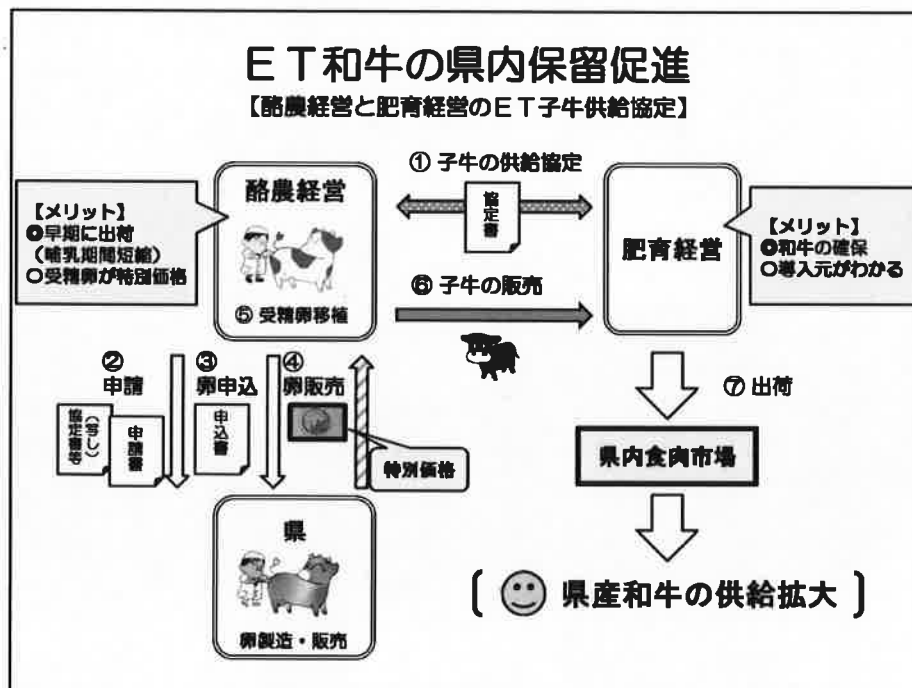 ＥＴ和牛の県内保留促進
【酪農経営と肥育経営のＥＴ子牛供給協定】
① 子牛の供給協定
協定書
酪農経営
⑤ 受精卵移植
【メリット】
◎早期に出荷
（哺乳期間短縮）
○受精卵が特別価格
肥育経営
【メリット】
◎和牛の確保
○導入元がわかる
⑥ 子牛の販売
②
申請
協定書等
（写し）
申請書
③
卵申込
申込書
④
卵販売
特別価格
⑦ 出荷
県内食肉市場
県
卵製造・販売
〔 県産和牛の供給拡大 〕